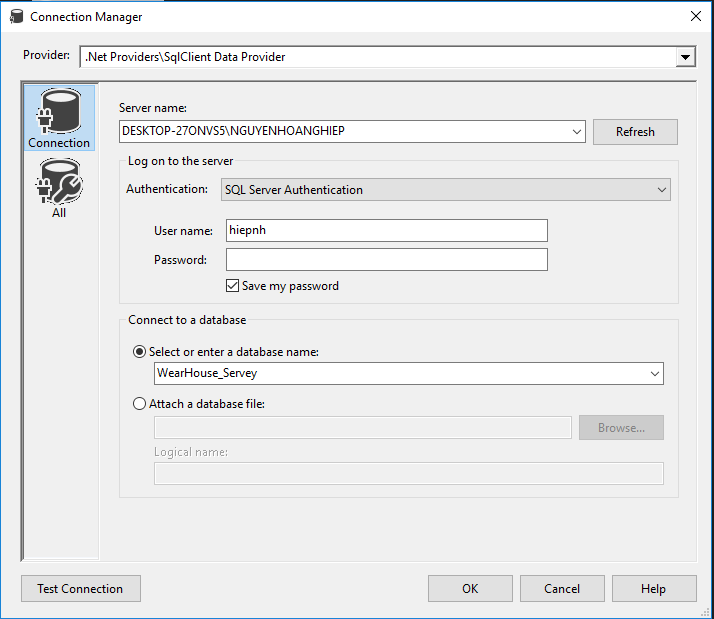 Connection Manager
Provider: .Net Providers\SqlClient Data Provider
Connection
All
Server name:
DESKTOP-27ONVS5\NGUYENHOANGHIEP
Refresh
Log on to the server
Authentication: SQL Server Authentication
User name: hiepnh
Password:
Save my password
Connect to a database
Select or enter a database name:
WearHouse_Servey
Attach a database file:
Browse...
Logical name:
Test Connection OK Cancel Help